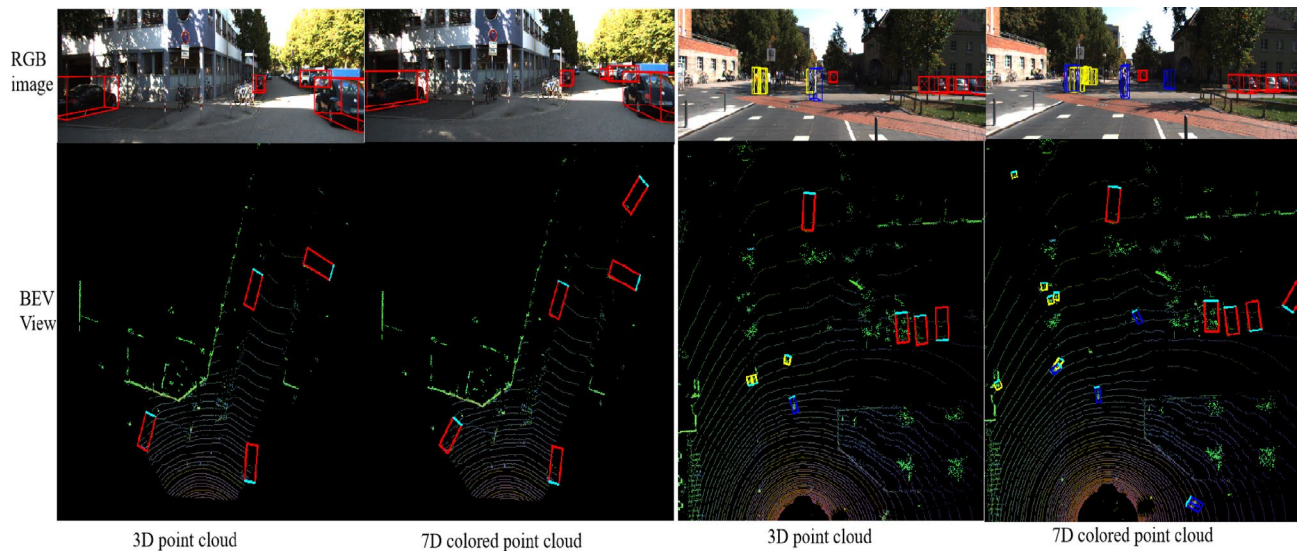 RGB
image
BEV
View
3D point cloud
7D colored point cloud
3D point cloud
7D colored point cloud